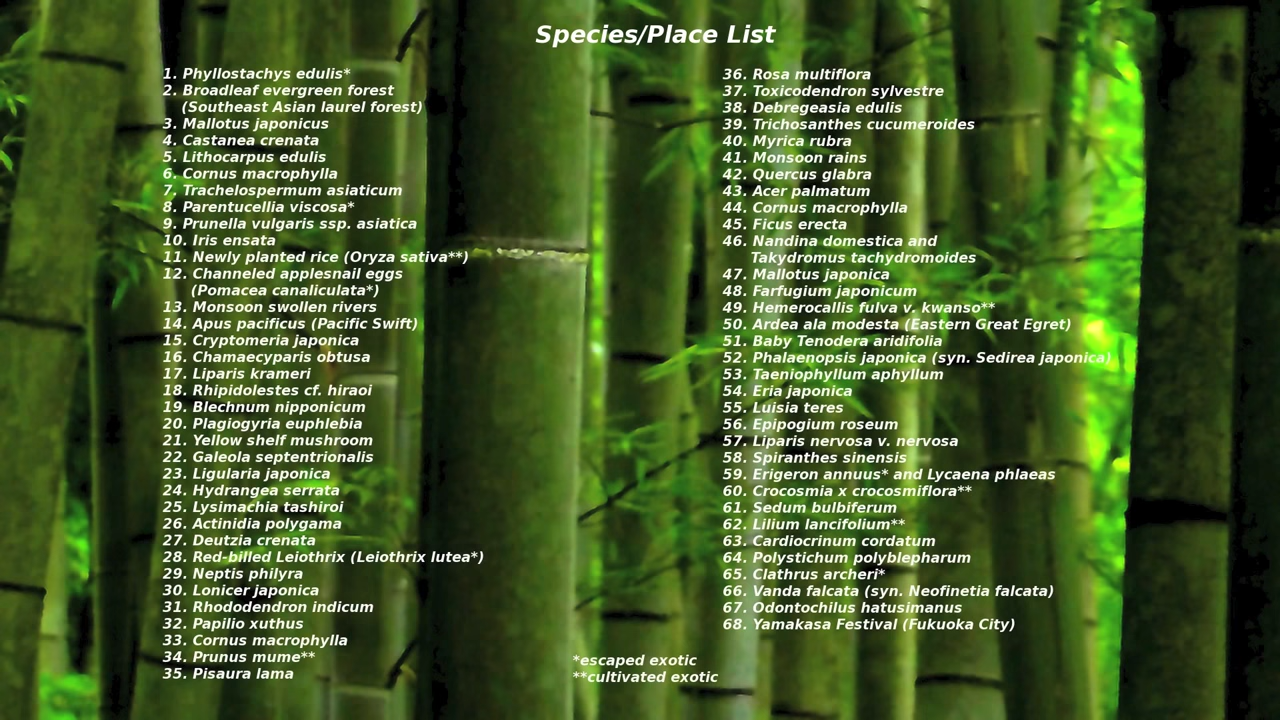 Species/Place List
1. Phyllostachys edulis*
2. Broadleaf evergreen forest
(Southeast Asian laurel forest)
3. Mallotus japonicus
4. Castanea crenata
5. Lithocarpus edulis
6. Cornus macrophylla
7. Trachelospermum asiaticum
8. Parentucellia viscosa*
9. Prunella vulgaris ssp. asiatica
10. Iris ensata
11. Newly planted rice (Oryza sativa**)
12. Channeled applesnail eggs
(Pomacea canaliculata*)
13. Monsoon swollen rivers
14. Apus pacificus (Pacific Swift)
15. Cryptomeria japonica
16. Chamaecyparis obtusa
17. Liparis krameri
18. Rhipidolestes cf. hiraoi
19. Blechnum nipponicum
20. Plagiogyria euphlebia
21. Yellow shelf mushroom
22. Galeola septentrionalis
23. Ligularia japonica
24. Hydrangea serrata
25. Lysimachia tashiroi
26. Actinidia polygama
27. Deutzia crenata
28. Red-billed Leiothrix (Leiothrix lutea*)
29. Neptis philyra
30. Lonicer japonica
31. Rhododendron indicum
32. Papilio xuthus
33. Cornus macrophylla
34. Prunus mume**
35. Pisaura lama
36. Rosa multiflora
37. Toxicodendron sylvestre
38. Debregeasia edulis
39. Trichosanthes cucumeroides
40. Myrica rubra
41. Monsoon rains
42. Quercus glabra
43. Acer palmatum
44. Cornus macrophylla
45. Ficus erecta
46. Nandina domestica and
Takydromus tachydromoides
47. Mallotus japonica
48. Farfugium japonicum
49. Hemerocallis fulva v. kwanso**
50. Ardea ala modesta (Eastern Great Egret)
51. Baby Tenodera aridifolia
52. Phalaenopsis japonica (syn. Sedirea japonica)
53. Taeniophyllum aphyllum
54. Eria japonica
55. Luisia teres
56. Epipogium roseum
57. Liparis nervosa v. nervosa
58. Spiranthes sinensis
59. Erigeron annuus* and Lycaena phlaeas
60. Crocosmia x crocosmiflora**
61. Sedum bulbiferum
62. Lilium lancifolium**
63. Cardiocrinum cordatum
64. Polystichum polyblepharum
65. Clathrus archeri*
66. Vanda falcata (syn. Neofinetia falcata)
67. Odontochilus hatusimanus
68. Yamakasa Festival (Fukuoka City)
*escaped exotic
**cultivated exotic